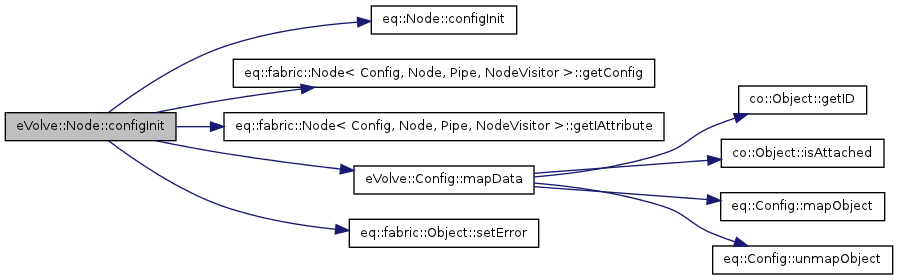 eVolve::Node::configInit
eq::Node::configInit
eq::fabric::Node< Config, Node, Pipe, NodeVisitor >::getConfig
eq::fabric::Node< Config, Node, Pipe, NodeVisitor >::getIAttribute
eVolve::Config::mapData
eq::fabric::Object::setError
co::Object::getID
co::Object::isAttached
eq::Config::mapObject
eq::Config::unmapObject